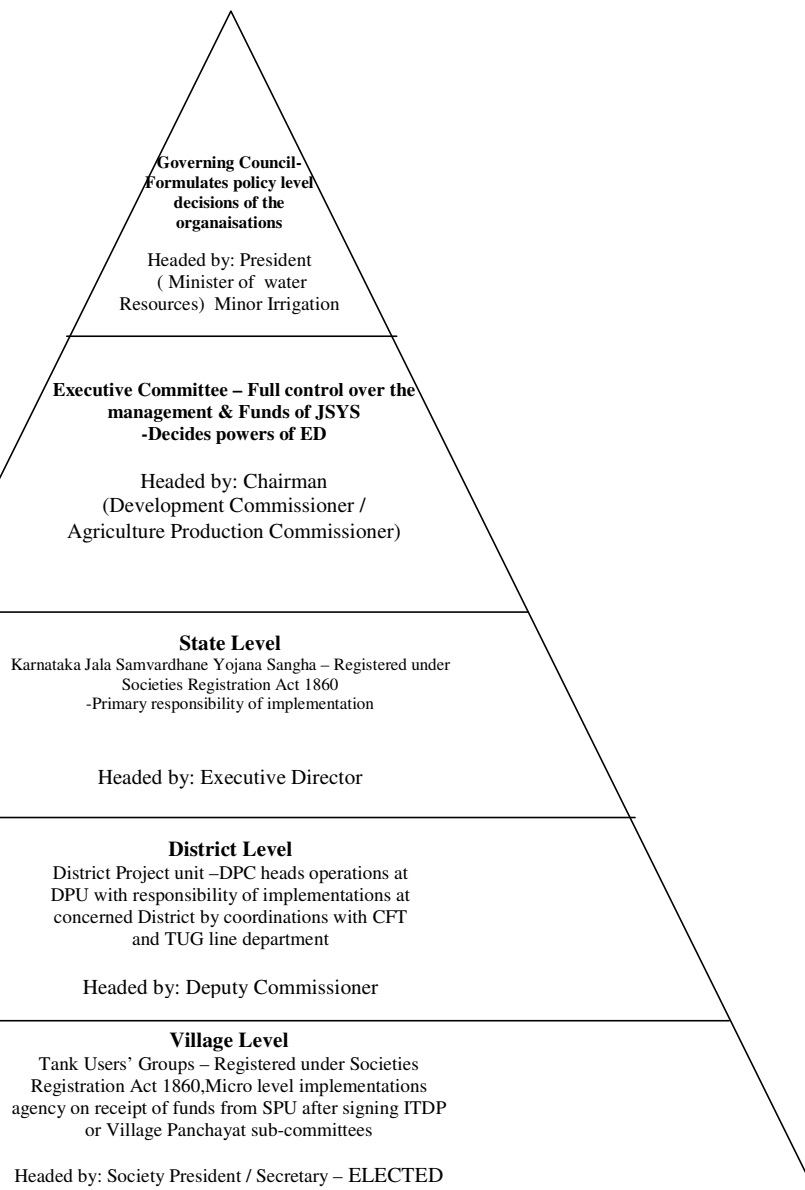 Governing Council-
Formulates policy level
decisions of the
organaisations
Headed by: President
( Minister of water
Resources) Minor Irrigation
Executive Committee – Full control over the
management & Funds of JSYS
-Decides powers of ED
Headed by: Chairman
(Development Commissioner /
Agriculture Production Commissioner)
State Level
Karnataka Jala Samvardhane Yojana Sangha – Registered under
Societies Registration Act 1860
-Primary responsibility of implementation
Headed by: Executive Director
District Level
District Project unit –DPC heads operations at
DPU with responsibility of implementations at
concerned District by coordinations with CFT
and TUG line department
Headed by: Deputy Commissioner
Village Level
Tank Users’ Groups – Registered under Societies
Registration Act 1860,Micro level implementations
agency on receipt of funds from SPU after signing ITDP
or Village Panchayat sub-committees
Headed by: Society President / Secretary – ELECTED